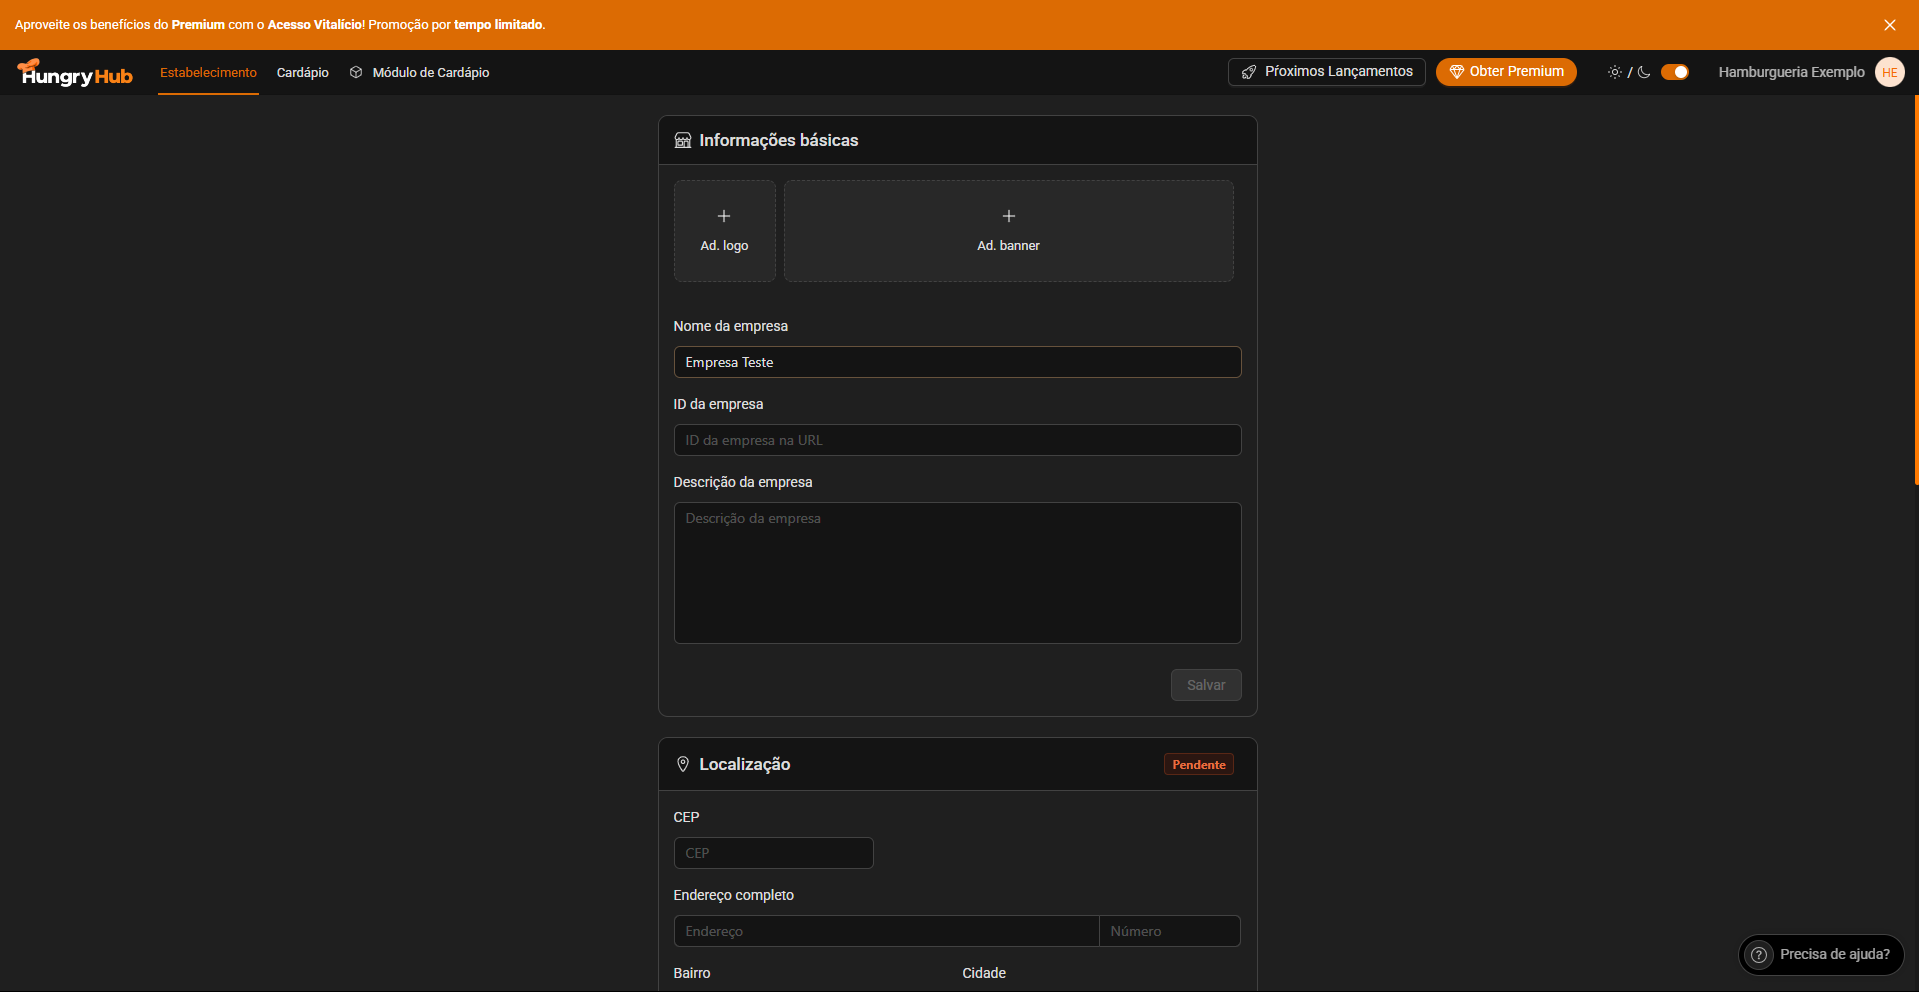 Aproveite os benefícios do Premium com o Acesso Vitalício! Promoção por tempo limitado.
HungryHub
Estabelecimento
Cardápio
Módulo de Cardápio
Próximos Lançamentos
Obter Premium
/
Hamburgueria Exemplo
HE
Informações básicas
Ad. logo
Ad. banner
Nome da empresa
Empresa Teste
ID da empresa
ID da empresa na URL
Descrição da empresa
Descrição da empresa
Salvar
Localização
Pendente
CEP
CEP
Endereço completo
Endereço
Número
Bairro
Cidade
Precisa de ajuda?